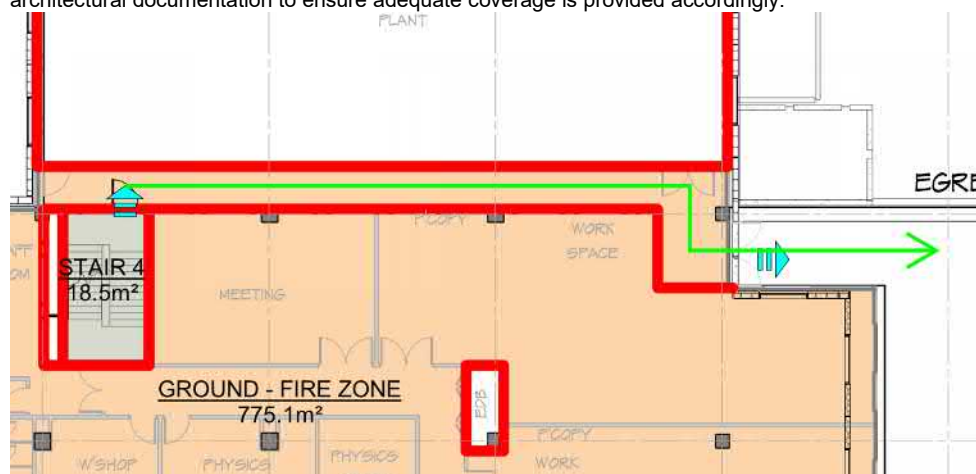 architectural documentation to ensure adequate coverage is provided accordingly.
PLANT
EGRE
P'COPY
WORK
SPACE
STAIR 4
18.5m²
MEETING
GROUND - FIRE ZONE
775.1m²
EDB
P'COPY
W'SHOP
PHYSICS
PHYSICS
WORK